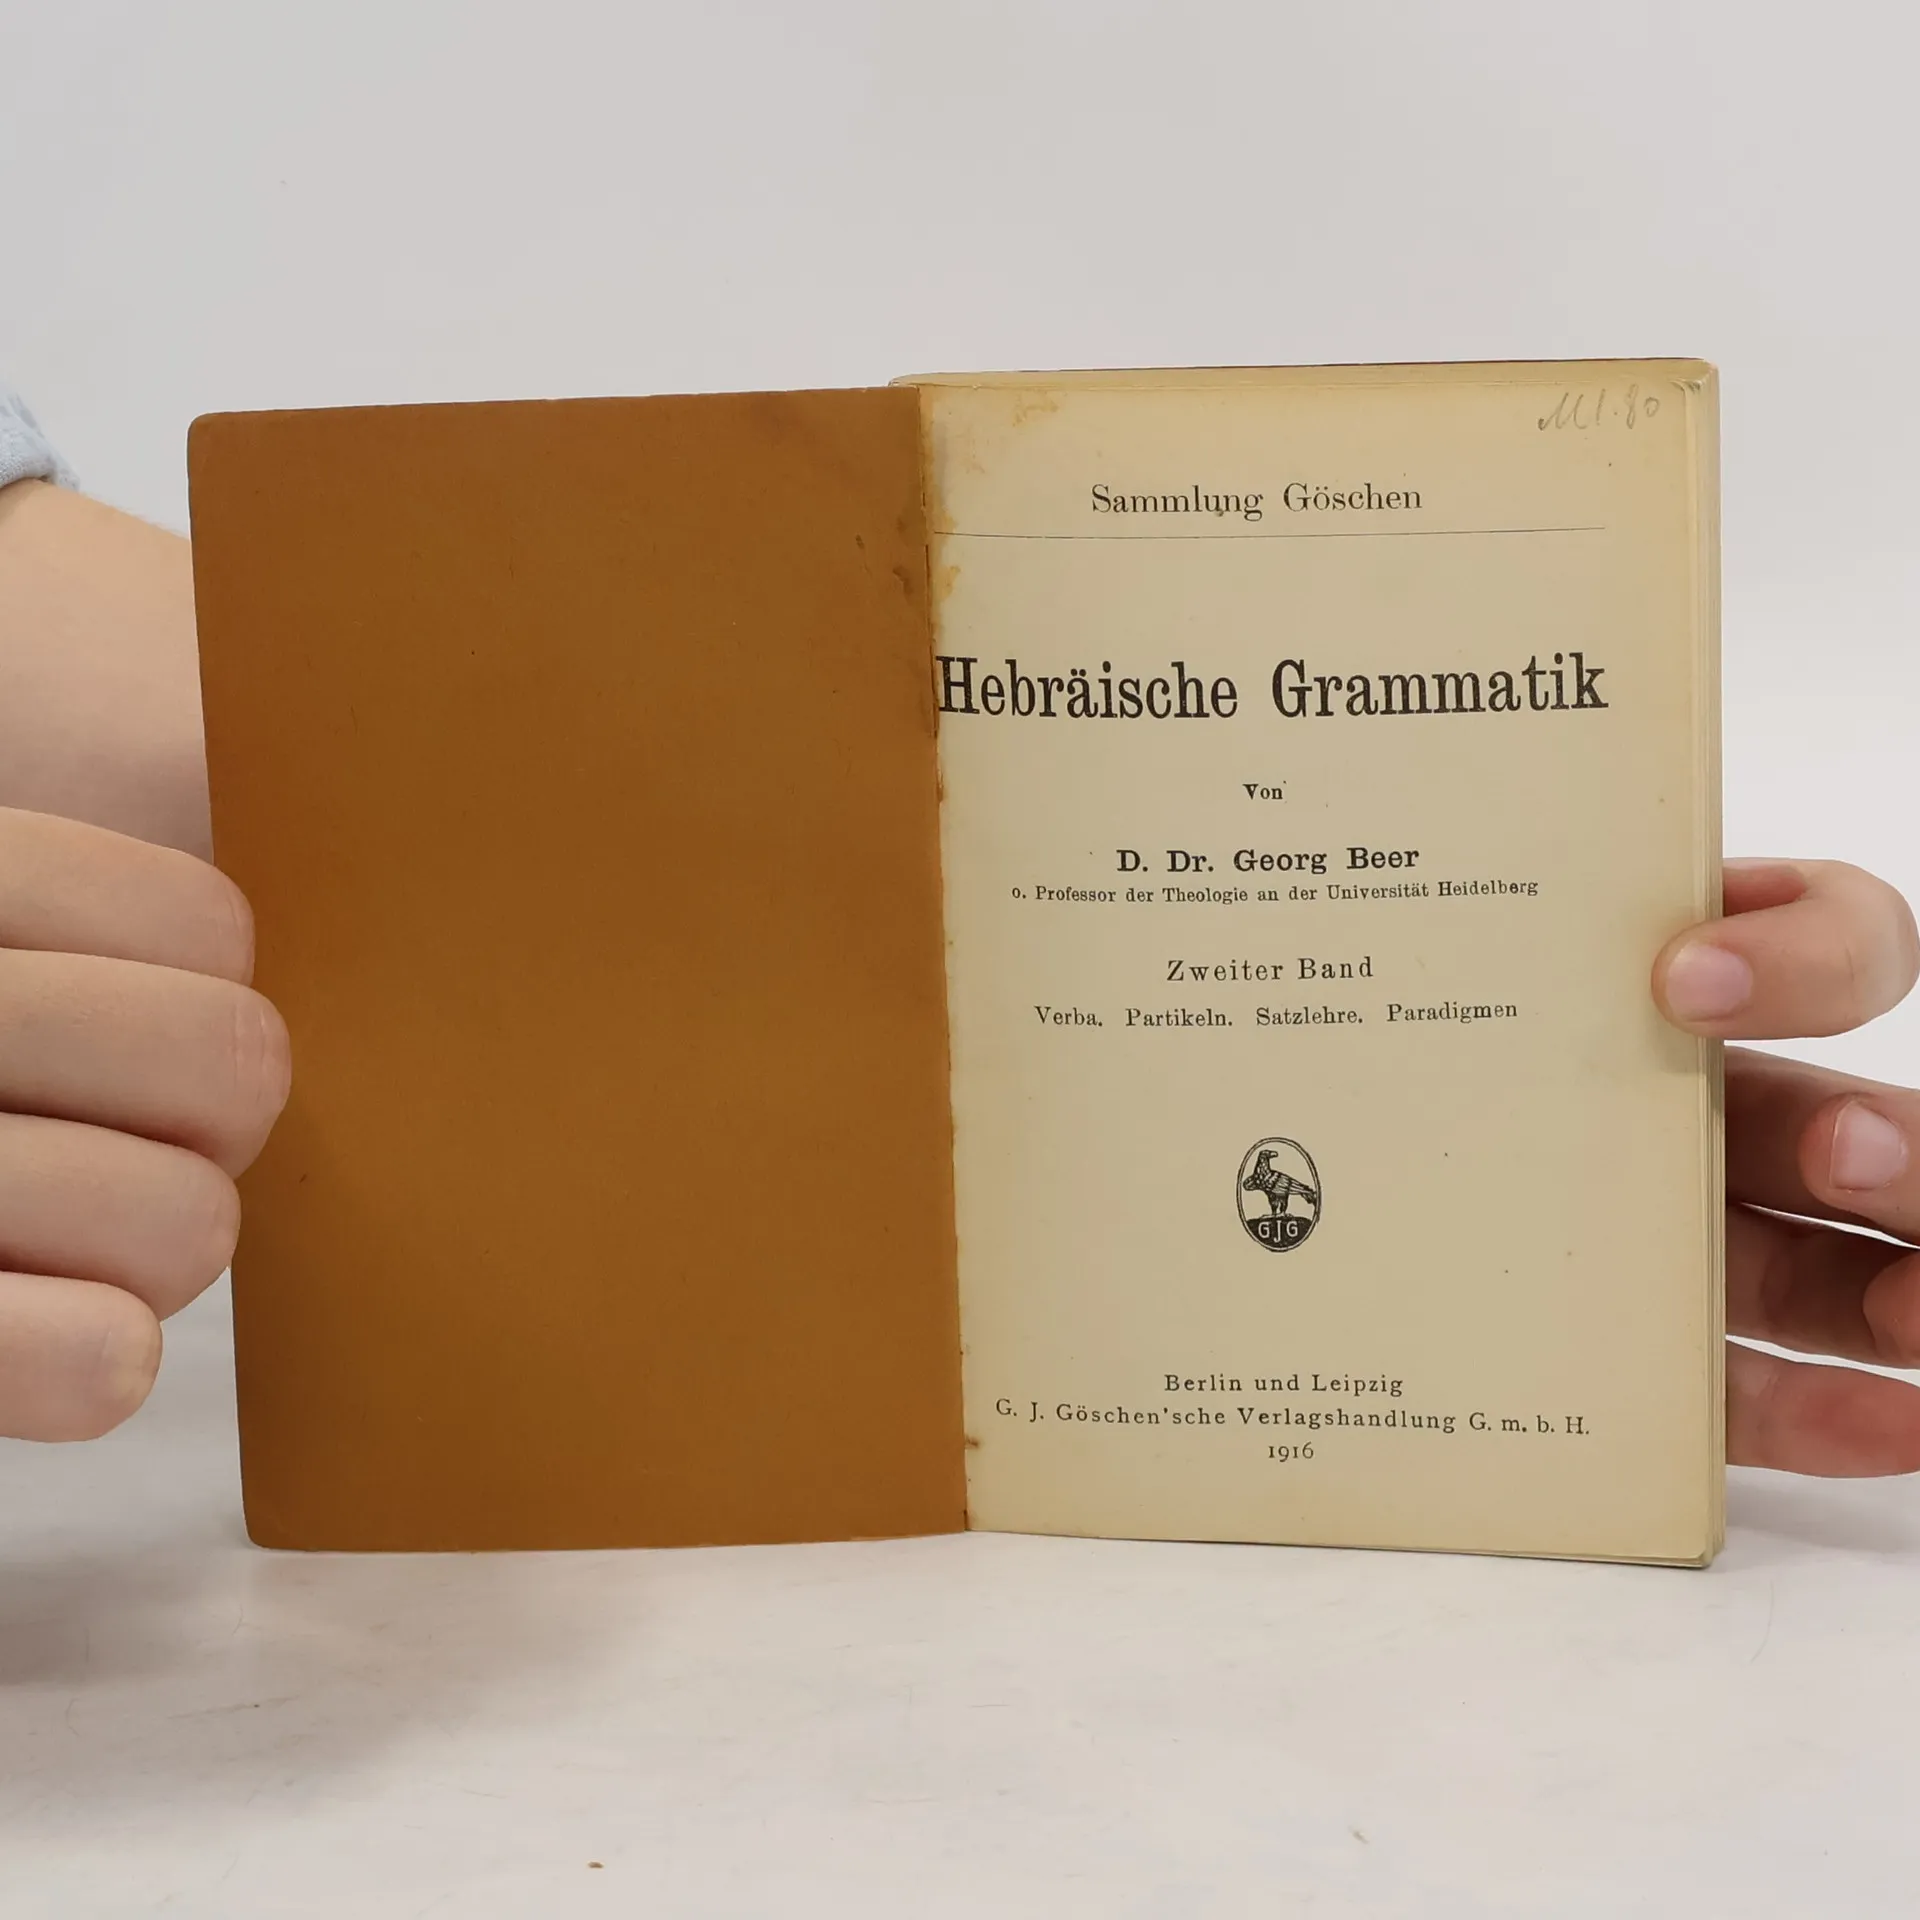 M 1.80
Sammlung Göschen
Hebräische Grammatik
Von
D. Dr. Georg Beer
o. Professor der Theologie an der Universität Heidelberg
Zweiter Band
Verba. Partikeln. Satzlehre. Paradigmen
GJG
Berlin und Leipzig
G. J. Göschen'sche Verlagshandlung G. m. b. H.
1916